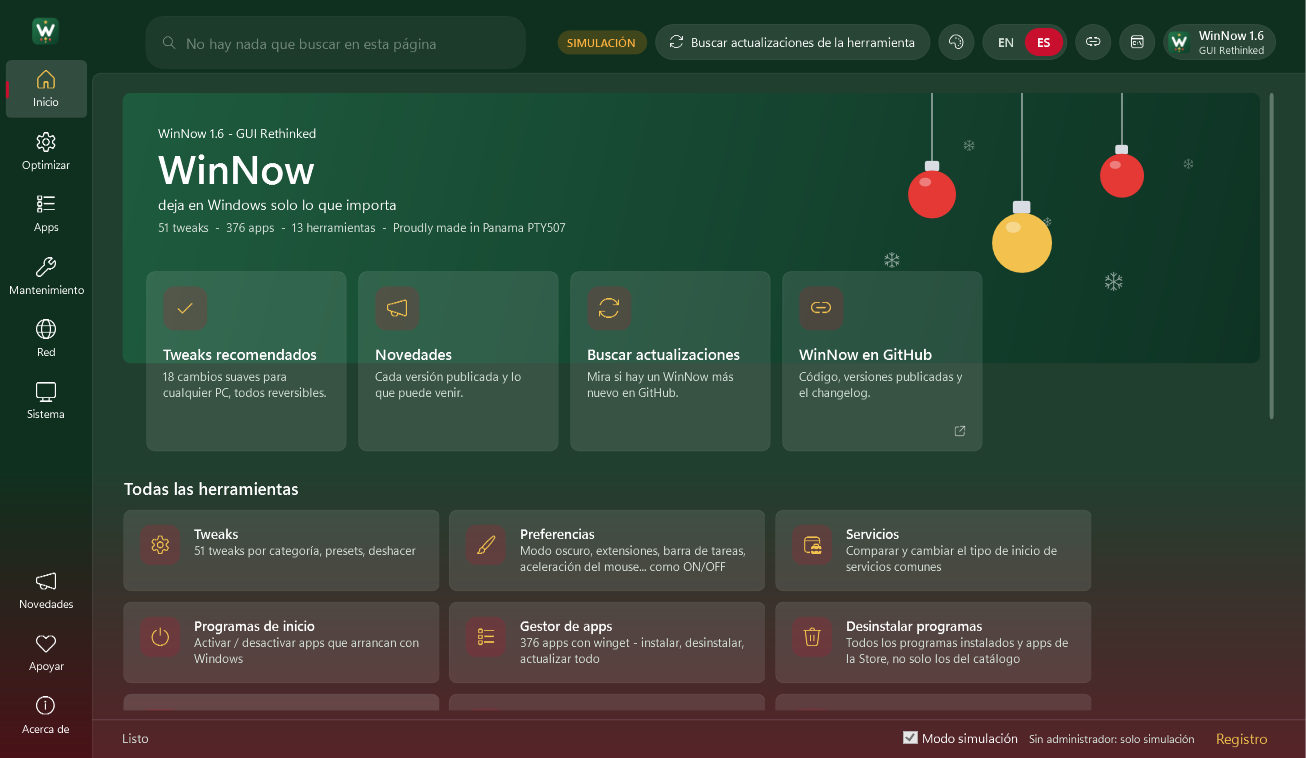 W
No hay nada que buscar en esta página
SIMULACIÓN
Buscar actualizaciones de la herramienta
EN
ES
W
WinNow 1.6
GUI Rethinked
Inicio
Optimizar
Apps
Mantenimiento
Red
Sistema
Novedades
Apoyar
Acerca de
WinNow 1.6 - GUI Rethinked
WinNow
deja en Windows solo lo que importa
51 tweaks - 376 apps - 13 herramientas - Proudly made in Panama PTY507
Tweaks recomendados
18 cambios suaves para
cualquier PC, todos reversibles.
Novedades
Cada versión publicada y lo
que puede venir.
Buscar actualizaciones
Mira si hay un WinNow más
nuevo en GitHub.
WinNow en GitHub
Código, versiones publicadas y
el changelog.
Todas las herramientas
Tweaks
51 tweaks por categoría, presets, deshacer
Preferencias
Modo oscuro, extensiones, barra de tareas,
aceleración del mouse... como ON/OFF
Servicios
Comparar y cambiar el tipo de inicio de
servicios comunes
Programas de inicio
Activar / desactivar apps que arrancan con
Windows
Gestor de apps
376 apps con winget - instalar, desinstalar,
actualizar todo
Desinstalar programas
Todos los programas instalados y apps de
la Store, no solo los del catálogo
Listo
Modo simulación
Sin administrador: solo simulación
Registro